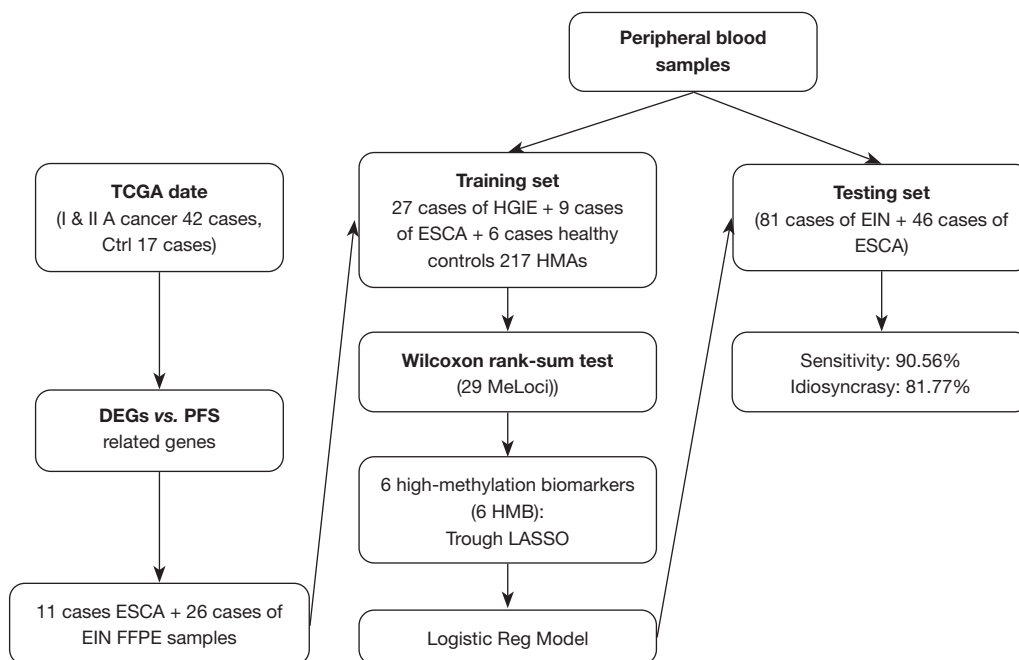 Peripheral blood
samples
TCGA date
(I & II A cancer 42 cases,
Ctrl 17 cases)
DEGs vs. PFS
related genes
11 cases ESCA + 26 cases of
EIN FFPE samples
Training set
27 cases of HGIE + 9 cases
of ESCA + 6 cases healthy
controls 217 HMAs
Wilcoxon rank-sum test
(29 MeLoci))
6 high-methylation biomarkers
(6 HMB):
Trough LASSO
Logistic Reg Model
Testing set
(81 cases of EIN + 46 cases of
ESCA)
Sensitivity: 90.56%
Idiosyncrasy: 81.77%